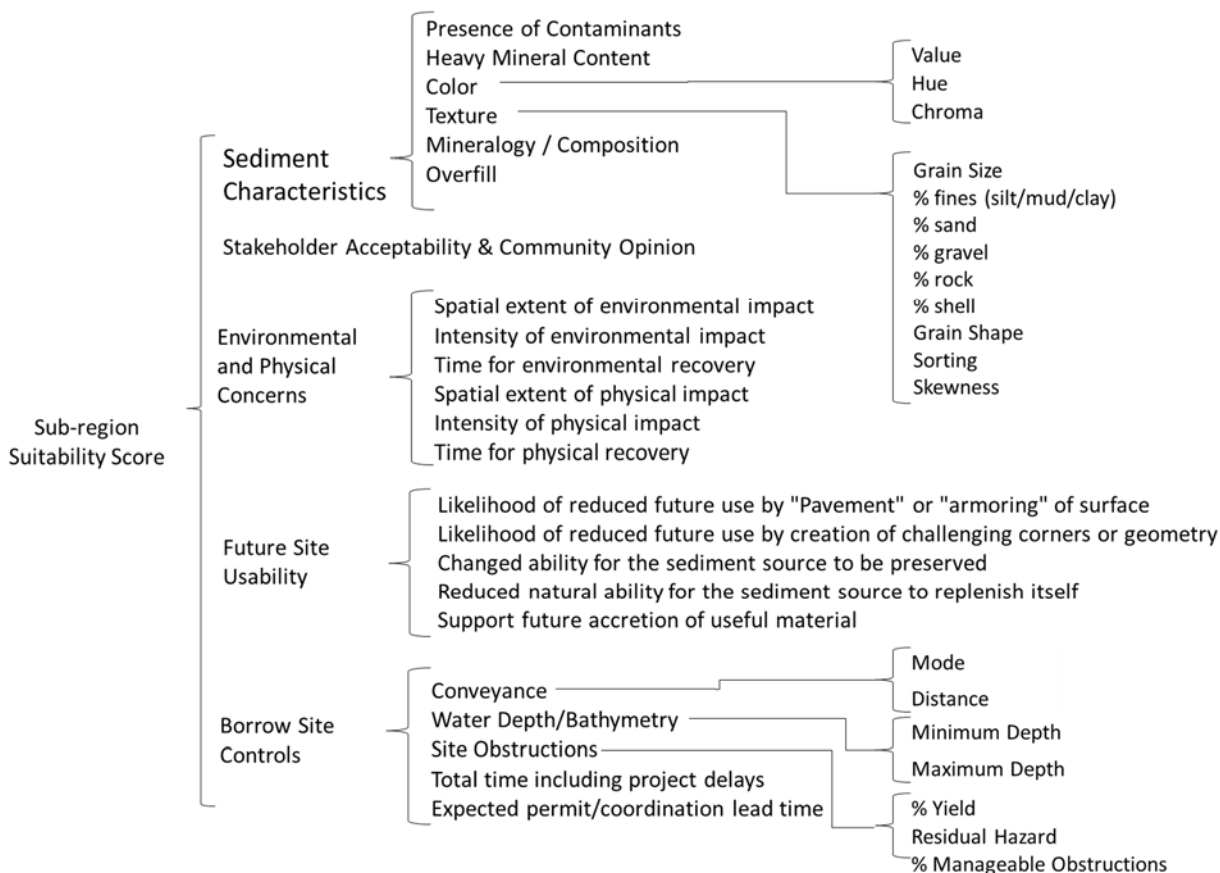 Sub-region
Suitability Score
Sediment
Characteristics
Presence of Contaminants
Heavy Mineral Content
Color
Texture
Mineralogy / Composition
Overfill
Value
Hue
Chroma
Grain Size
% fines (silt/mud/clay)
% sand
% gravel
% rock
% shell
Grain Shape
Sorting
Skewness
Stakeholder Acceptability & Community Opinion
Environmental
and Physical
Concerns
Spatial extent of environmental impact
Intensity of environmental impact
Time for environmental recovery
Spatial extent of physical impact
Intensity of physical impact
Time for physical recovery
Future Site
Usability
Likelihood of reduced future use by "Pavement" or "armoring" of surface
Likelihood of reduced future use by creation of challenging corners or geometry
Changed ability for the sediment source to be preserved
Reduced natural ability for the sediment source to replenish itself
Support future accretion of useful material
Borrow Site
Controls
Conveyance
Water Depth/Bathymetry
Site Obstructions
Total time including project delays
Expected permit/coordination lead time
Mode
Distance
Minimum Depth
Maximum Depth
% Yield
Residual Hazard
% Manageable Obstructions